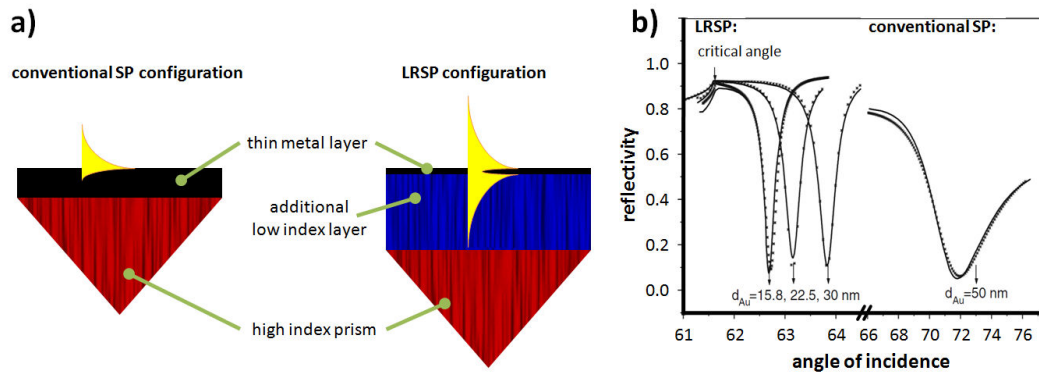 a)
conventional SP configuration
LRSP configuration
thin metal layer
additional
low index layer
high index prism
b)
LRSP:
conventional SP:
critical angle
reflectivity
1.0
0.8
0.6
0.4
0.2
0.0
d_Au=15.8, 22.5, 30 nm
d_Au=50 nm
61 62 63 64 66 68 70 72 74 76
angle of incidence